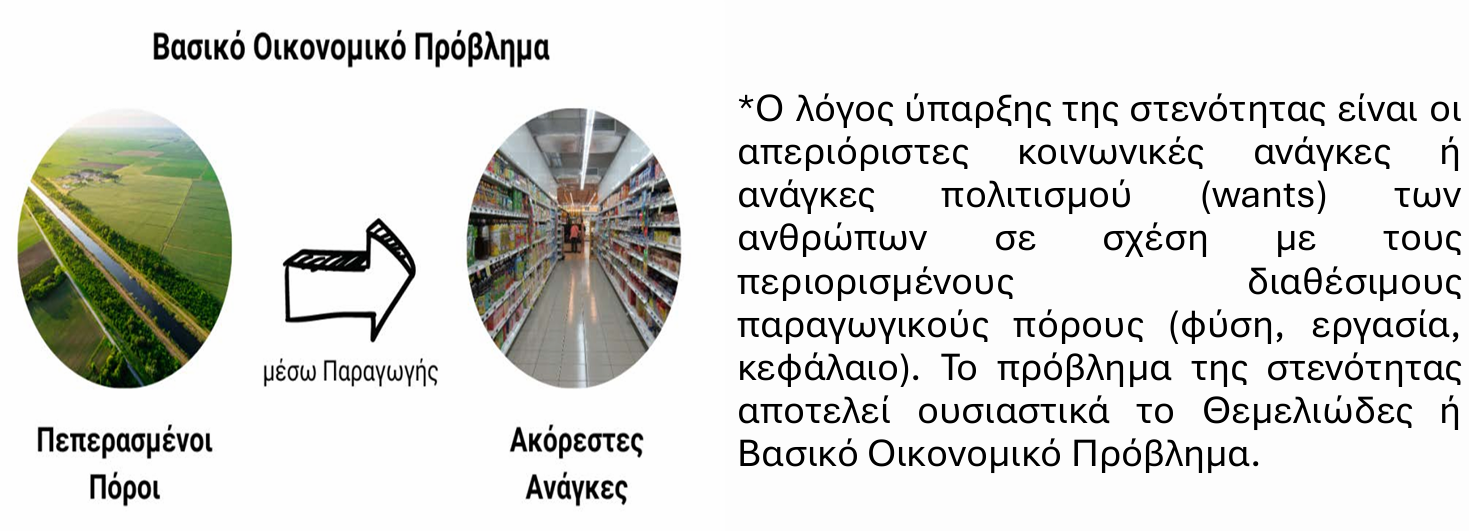 Βασικό Οικονομικό Πρόβλημα
μέσω Παραγωγής
Πεπερασμένοι
Πόροι
Ακόρεστες
Ανάγκες
*Ο λόγος ύπαρξης της στενότητας είναι οι
απεριόριστες κοινωνικές ανάγκες ή
ανάγκες πολιτισμού (wants) των
ανθρώπων σε σχέση με τους
περιορισμένους διαθέσιμους
παραγωγικούς πόρους (φύση, εργασία,
κεφάλαιο). Το πρόβλημα της στενότητας
αποτελεί ουσιαστικά το Θεμελιώδες ή
Βασικό Οικονομικό Πρόβλημα.